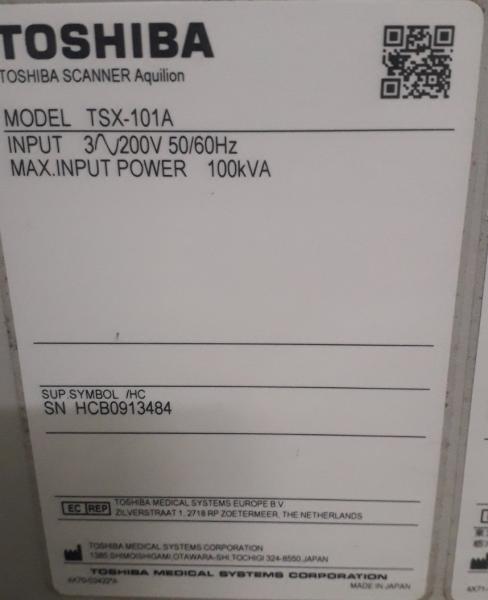 TOSHIBA
TOSHIBA SCANNER Aquilion
MODEL TSX-101A
INPUT 3∿200V 50/60Hz
MAX.INPUT POWER 100kVA
SUP.SYMBOL /HC
SN HCB0913484
EC REP
TOSHIBA MEDICAL SYSTEMS EUROPE B.V
ZILVERSTRAAT 1, 2718 RP ZOETERMEER, THE NETHERLANDS
TOSHIBA MEDICAL SYSTEMS CORPORATION
1385 SHIMOISHIGAMI, OTAWARA-SHI, TOCHIGI 324-8550, JAPAN
TOSHIBA MEDICAL SYSTEMS CORPORATION
MADE IN JAPAN